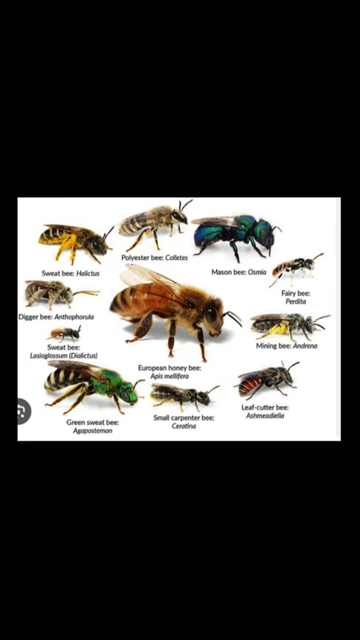 Polyester bee: Colletes
Sweat bee: Halictus
Mason bee: Osmia
Fairy bee:
Perdita
Digger bee: Anthophorula
Sweat bee:
Lasioglossum (Dialictus)
Mining bee: Andrena
European honey bee:
Apis mellifera
Leaf-cutter bee:
Ashmeadiella
Small carpenter bee:
Ceratina
Green sweat bee:
Agapostemon